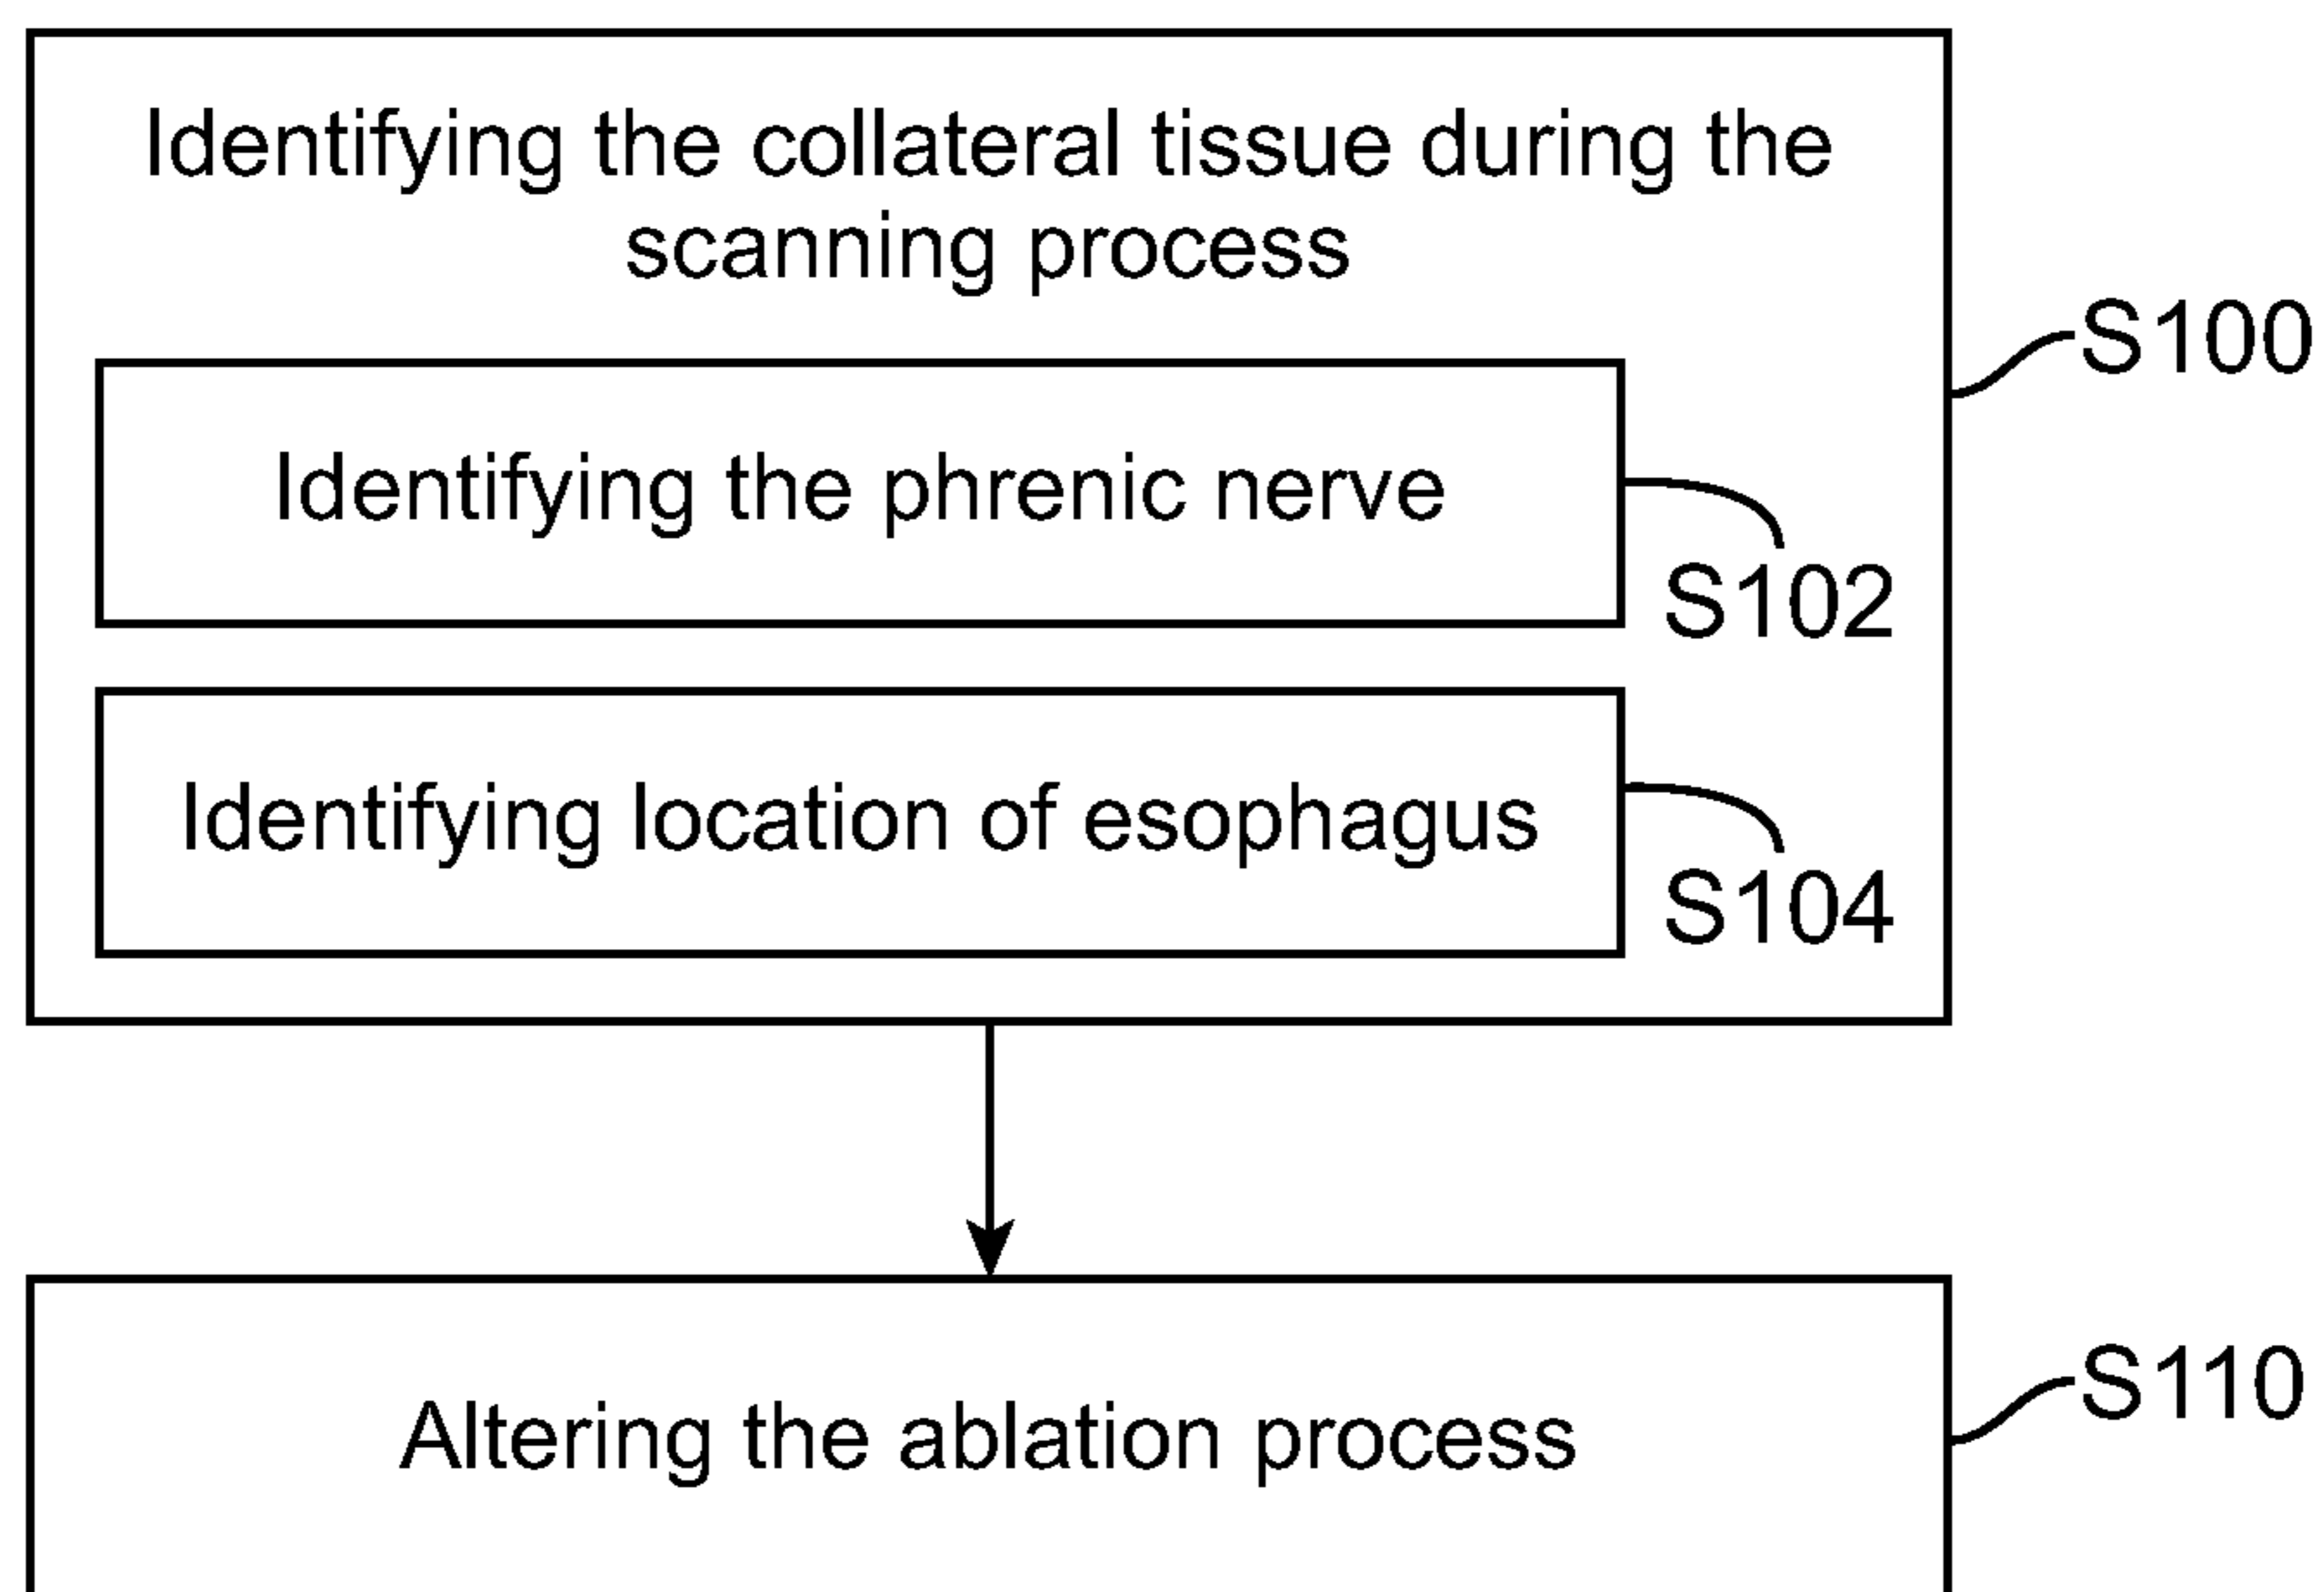 Identifying the collateral tissue during the
scanning process
S100
Identifying the phrenic nerve
S102
Identifying location of esophagus
S104
Altering the ablation process
S110